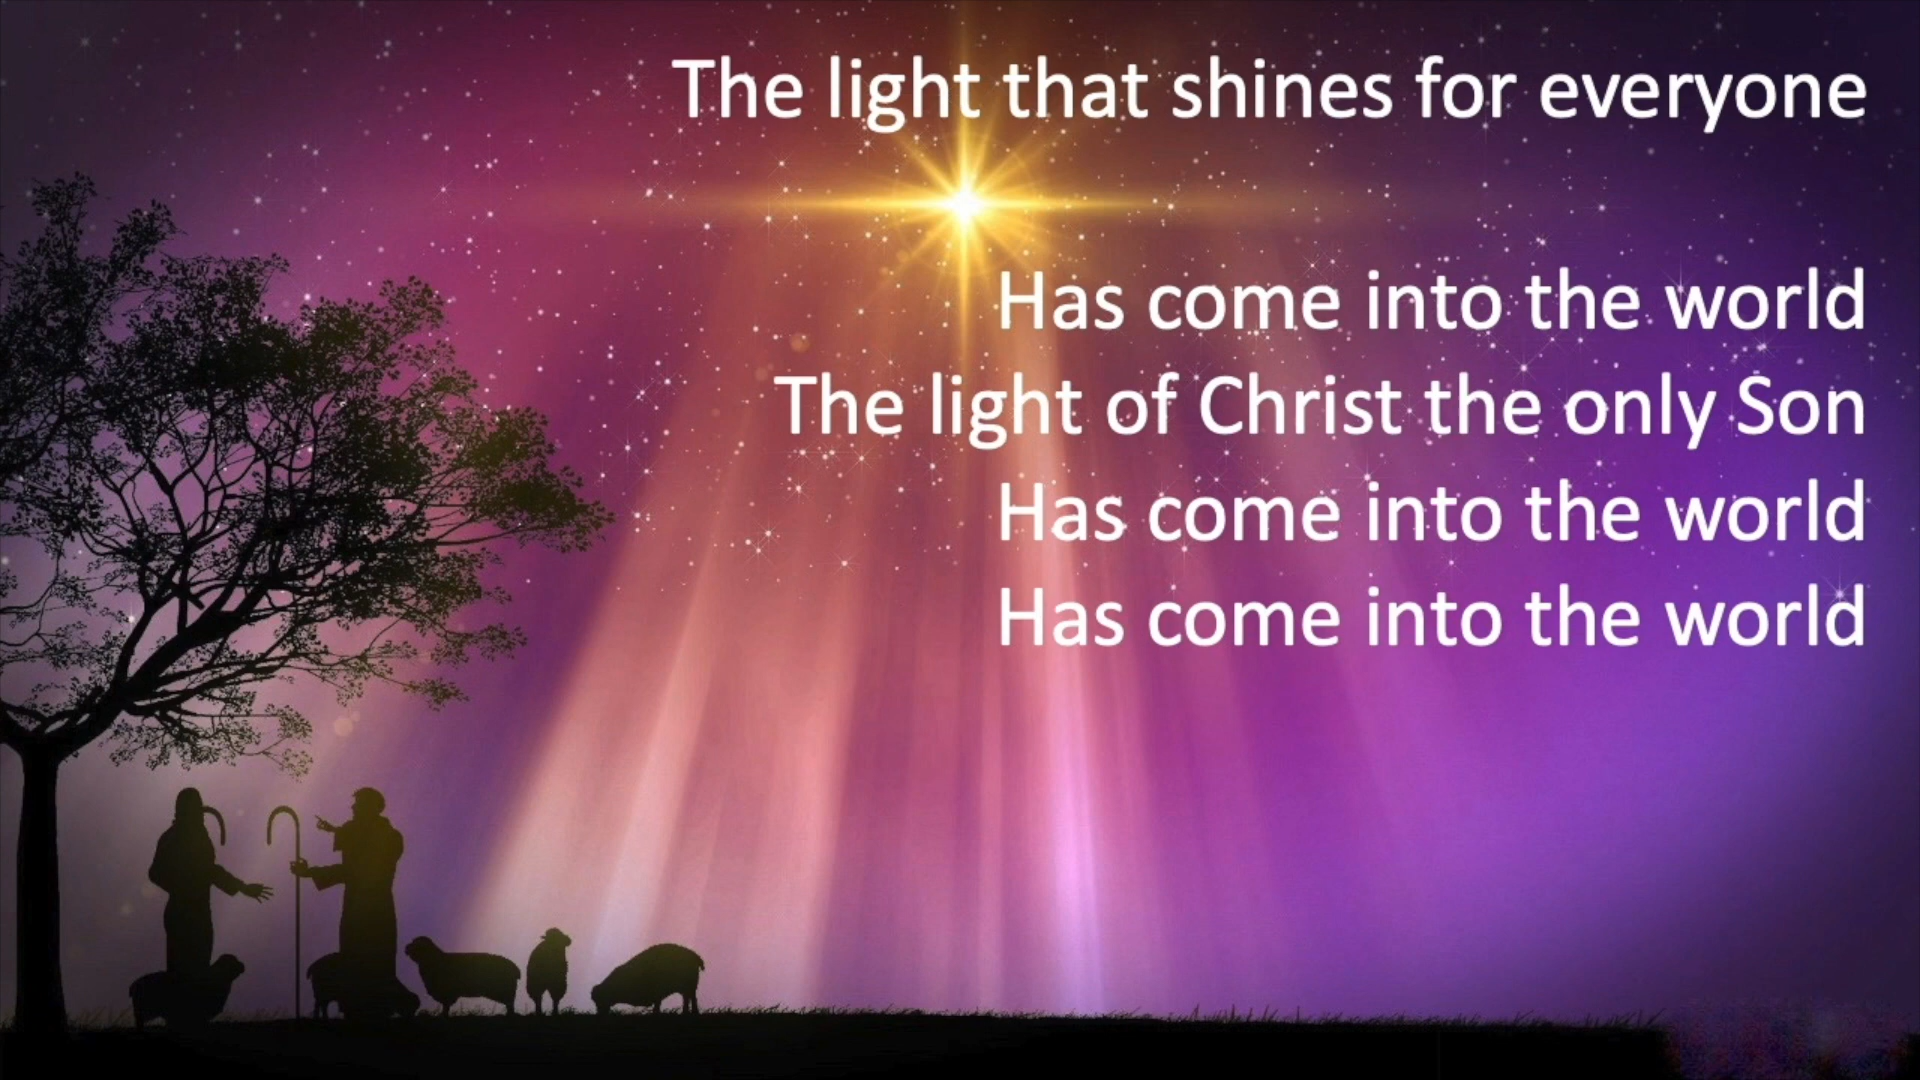 The light that shines for everyone
Has come into the world
The light of Christ the only Son
Has come into the world
Has come into the world